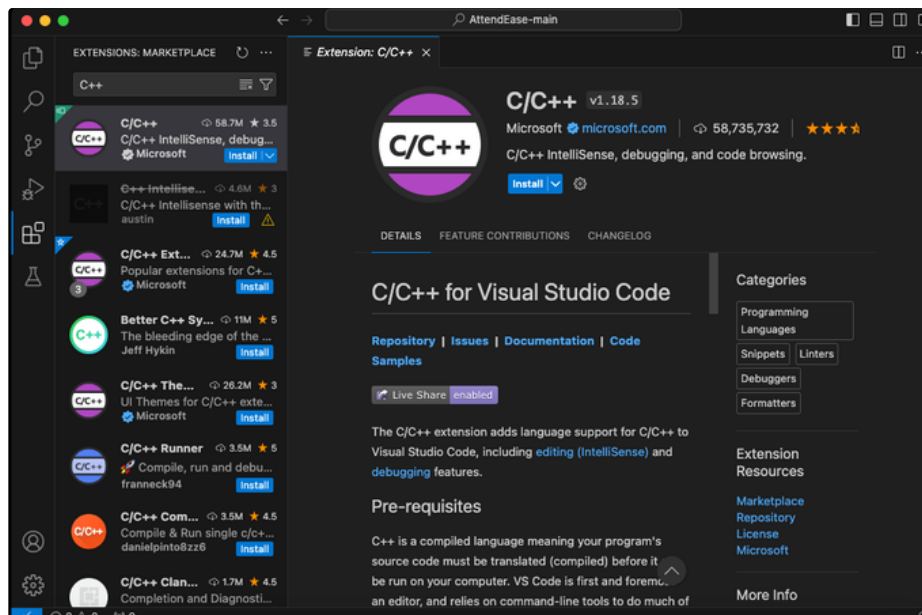 AttendEase-main
EXTENSIONS: MARKETPLACE
C++
C/C++ 58.7M ★ 3.5
C/C++ IntelliSense, debug...
Microsoft Install
C++ Intellise... 4.6M ★ 3
C/C++ Intellisense with th...
austin Install
C/C++ Ext... 24.7M ★ 4.5
Popular extensions for C+...
3 Microsoft Install
Better C++ Sy... 11M ★ 5
The bleeding edge of the ...
Jeff Hykin Install
C/C++ The... 26.2M ★ 3
UI Themes for C/C++ exte...
Microsoft Install
C/C++ Runner 3.5M ★ 5
🚀 Compile, run and debu...
franneck94 Install
C/C++ Com... 3.5M ★ 4.5
Compile & Run single c/c+...
danielpinto8zz6 Install
C/C++ Clan... 1.7M ★ 4.5
Completion and Diagnosti...
Extension: C/C++ ×
C/C++
C/C++ v1.18.5
Microsoft microsoft.com | 58,735,732 |
C/C++ IntelliSense, debugging, and code browsing.
Install
DETAILS FEATURE CONTRIBUTIONS CHANGELOG
C/C++ for Visual Studio Code
Repository | Issues | Documentation | Code
Samples
Live Share enabled
The C/C++ extension adds language support for C/C++ to
Visual Studio Code, including editing (IntelliSense) and
debugging features.
Pre-requisites
C++ is a compiled language meaning your program's
source code must be translated (compiled) before it
be run on your computer. VS Code is first and foremo
an editor, and relies on command-line tools to do much of
Categories
Programming
Languages
Snippets Linters
Debuggers
Formatters
Extension
Resources
Marketplace
Repository
License
Microsoft
More Info